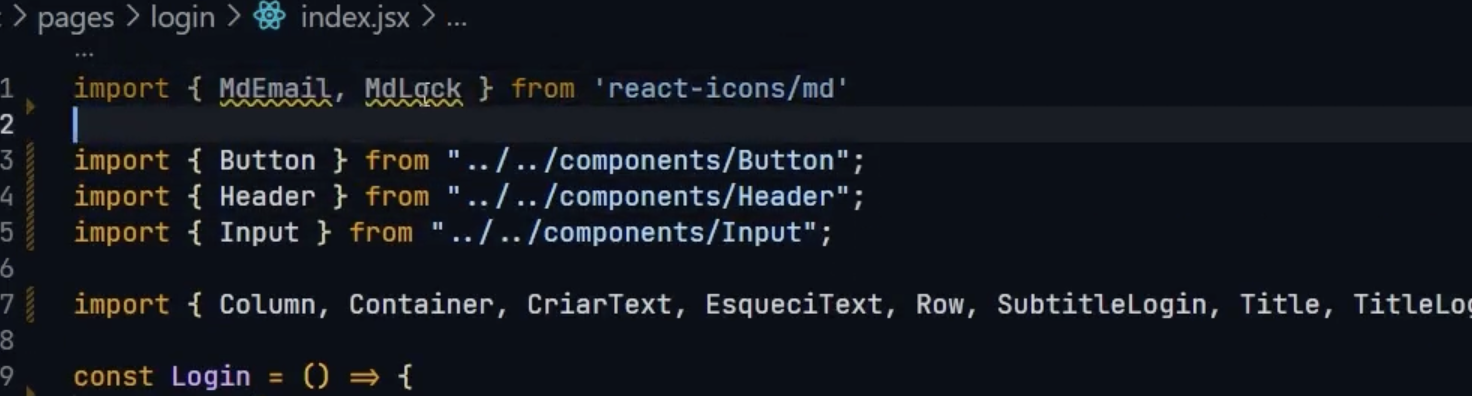 > pages > login > index.jsx > ...
...
1 import { MdEmail, MdLock } from 'react-icons/md'
2
3 import { Button } from "../../components/Button";
4 import { Header } from "../../components/Header";
5 import { Input } from "../../components/Input";
6
7 import { Column, Container, CriarText, EsqueciText, Row, SubtitleLogin, Title,
8
9 const Login = () => {